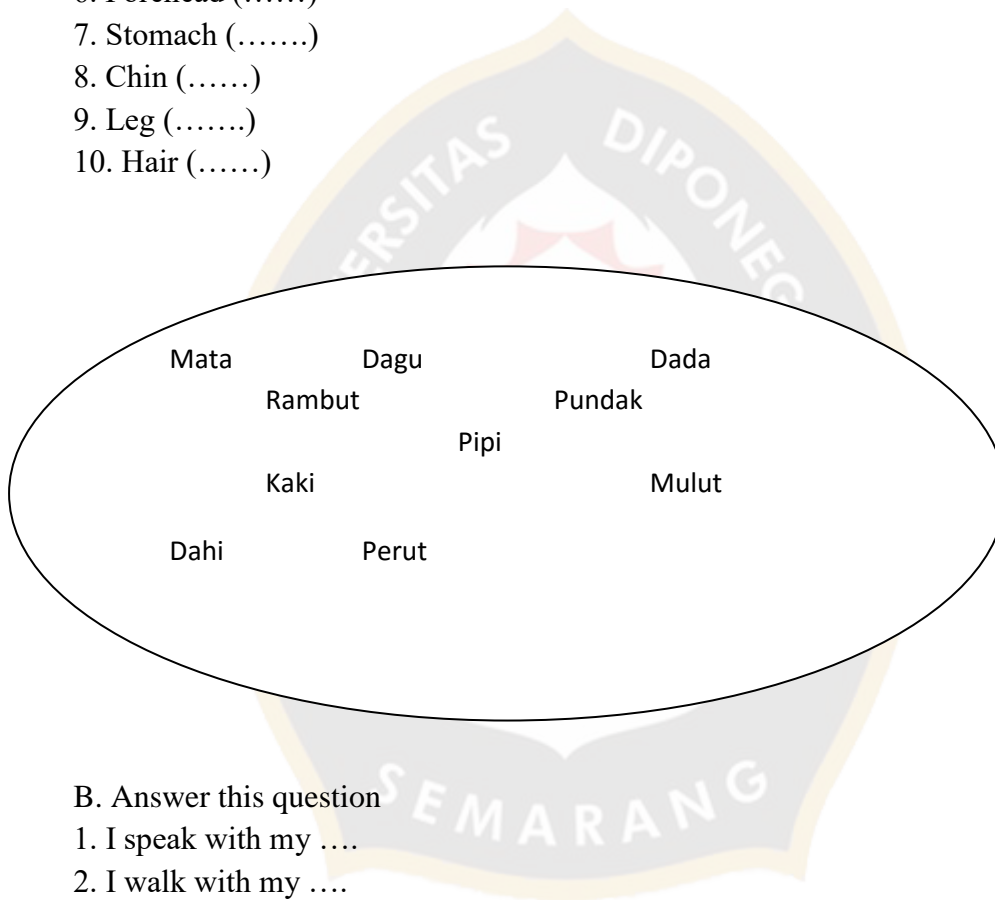 7. Stomach (…….)
8. Chin (……)
9. Leg (…….)
10. Hair (……)
Mata Dagu Dada
Rambut Pundak
Pipi
Kaki Mulut
Dahi Perut
SEMARANG
B. Answer this question
1. I speak with my ….
2. I walk with my ….